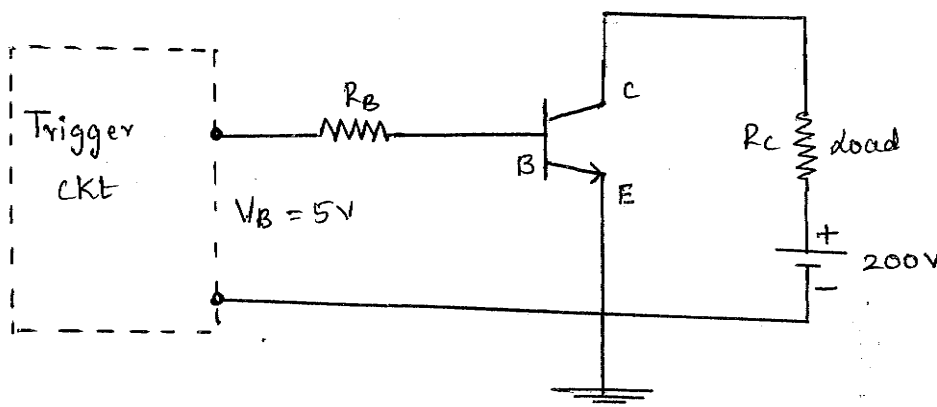 Trigger
CKt
VB = 5V
RB
B
C
E
RC Load
+
200V
-